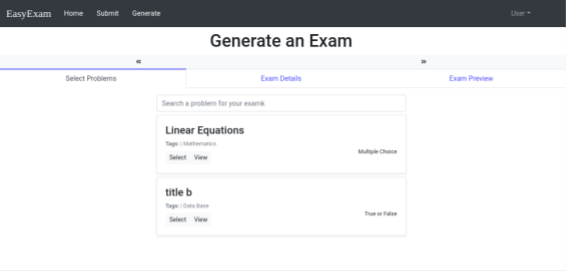 EasyExam Home Submit Generate User
Generate an Exam
« »
Select Problems Exam Details Exam Preview
Search a problem for your examk
Linear Equations
Tags: | Mathematics
Multiple Choice
Select View
title b
Tags: | Data Base
True or False
Select View